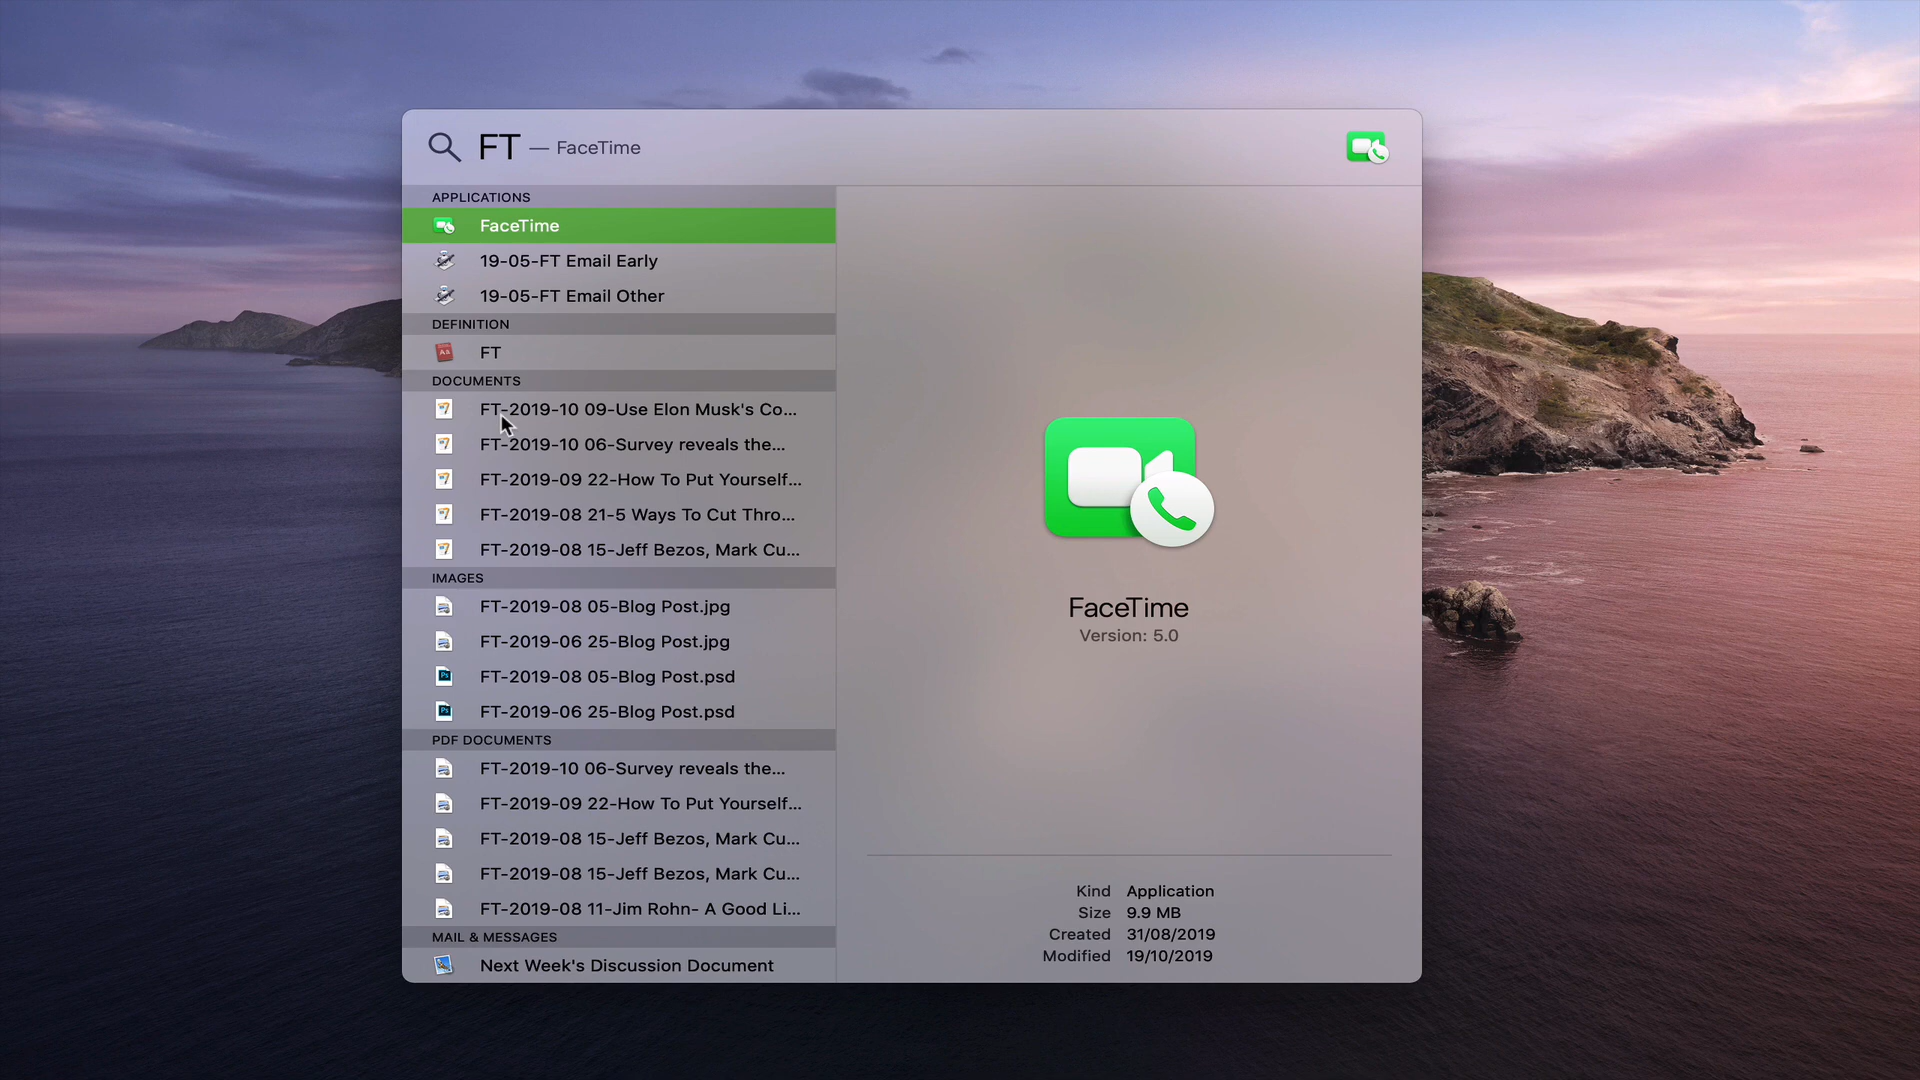 FT — FaceTime
APPLICATIONS
FaceTime
19-05-FT Email Early
19-05-FT Email Other
DEFINITION
FT
DOCUMENTS
FT-2019-10 09-Use Elon Musk's Co...
FT-2019-10 06-Survey reveals the...
FT-2019-09 22-How To Put Yourself...
FT-2019-08 21-5 Ways To Cut Thro...
FT-2019-08 15-Jeff Bezos, Mark Cu...
IMAGES
FT-2019-08 05-Blog Post.jpg
FT-2019-06 25-Blog Post.jpg
FT-2019-08 05-Blog Post.psd
FT-2019-06 25-Blog Post.psd
PDF DOCUMENTS
FT-2019-10 06-Survey reveals the...
FT-2019-09 22-How To Put Yourself...
FT-2019-08 15-Jeff Bezos, Mark Cu...
FT-2019-08 15-Jeff Bezos, Mark Cu...
FT-2019-08 11-Jim Rohn- A Good Li...
MAIL & MESSAGES
Next Week's Discussion Document
FaceTime
Version: 5.0
Kind Application
Size 9.9 MB
Created 31/08/2019
Modified 19/10/2019